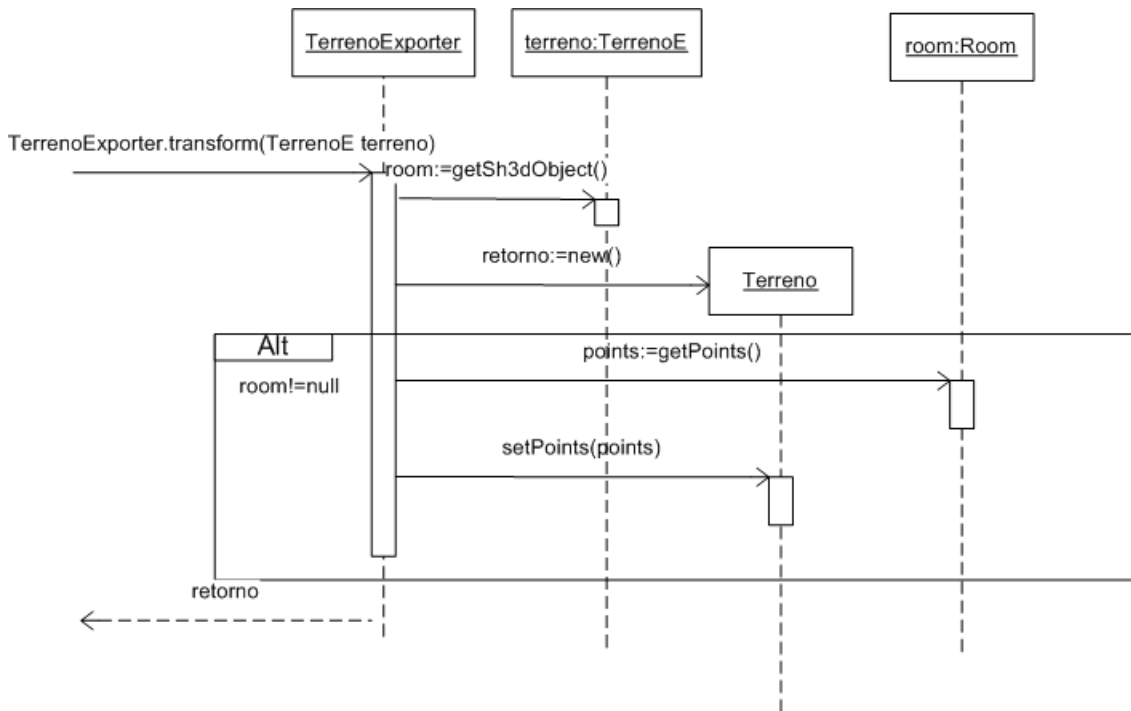 TerrenoExporter
terreno:TerrenoE
room:Room
TerrenoExporter.transform(TerrenoE terreno)
room:=getSh3dObject()
retorno:=new()
Terreno
Alt
points:=getPoints()
room!=null
setPoints(points)
retorno